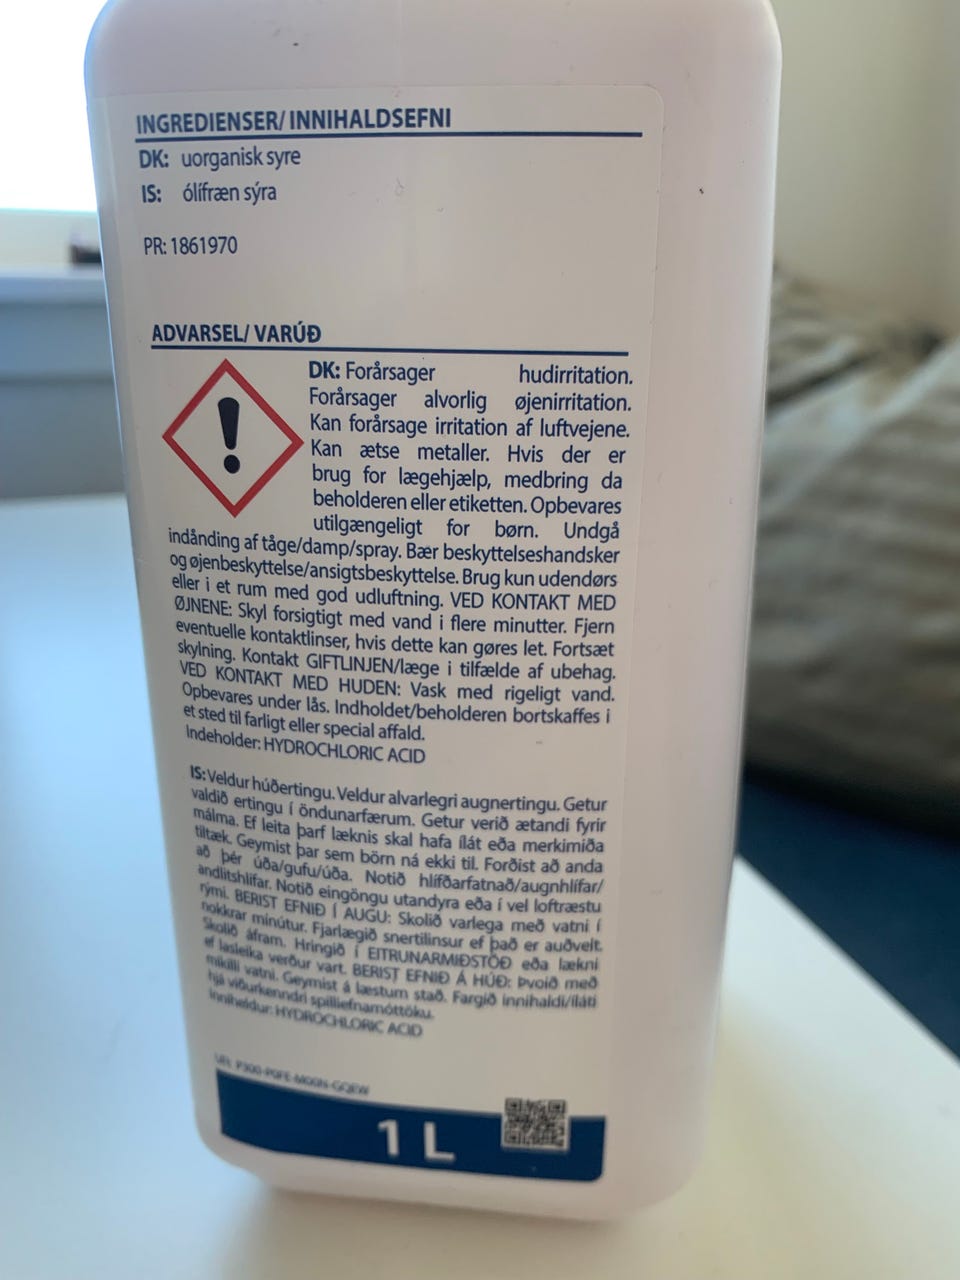 INGREDIENSER/ INNIHALDSEFNI
DK: uorganisk syre
IS: ólífræn sýra
PR: 1861970
ADVARSEL/ VARÚÐ
DK: Forårsager hudirritation.
Forårsager alvorlig øjenirritation.
Kan forårsage irritation af luftvejene.
Kan ætse metaller. Hvis der er
brug for lægehjælp, medbring da
beholderen eller etiketten. Opbevares
utilgængeligt for børn. Undgå
indånding af tåge/damp/spray. Bær beskyttelseshandsker
og øjenbeskyttelse/ansigtsbeskyttelse. Brug kun udendørs
eller i et rum med god udluftning. VED KONTAKT MED
ØJNENE: Skyl forsigtigt med vand i flere minutter. Fjern
eventuelle kontaktlinser, hvis dette kan gøres let. Fortsæt
skylning. Kontakt GIFTLINJEN/læge i tilfælde af ubehag.
VED KONTAKT MED HUDEN: Vask med rigeligt vand.
Opbevares under lås. Indholdet/beholderen bortskaffes i
et sted til farligt eller special affald.
Indeholder: HYDROCHLORIC ACID
IS: Veldur húðertingu. Veldur alvarlegri augnertingu. Getur
valdið ertingu í öndunarfærum. Getur verið ætandi fyrir
málma. Ef leita þarf læknis skal hafa ílát eða merkimiða
tiltæk. Geymist þar sem börn ná ekki til. Forðist að anda
að þér úða/gufu/úða. Notið hlífðarfatnað/augnhlífar/
andlitshlífar. Notið eingöngu utandyra eða í vel loftræstu
rými. BERIST EFNIÐ Í AUGU: Skolið varlega með vatni í
nokkrar mínútur. Fjarlægið snertilinsur ef það er auðvelt.
Skolið áfram. Hringið í EITRUNARMIÐSTÖÐ eða lækni
ef lasleika verður vart. BERIST EFNIÐ Á HÚÐ: Þvoið með
mikilli vatni. Geymist á læstum stað. Fargið innihaldi/íláti
hjá viðurkenndri spilliefnamóttöku.
Inniheldur: HYDROCHLORIC ACID
UFI: P300-P0FE-M00N-GQEW
1 L